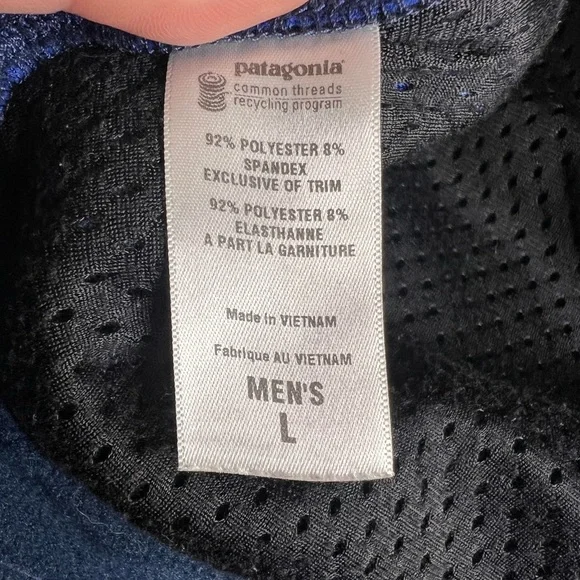 patagonia®
common threads
recycling program
92% POLYESTER 8%
SPANDEX
EXCLUSIVE OF TRIM
92% POLYESTER 8%
ELASTHANNE
A PART LA GARNITURE
Made in VIETNAM
Fabrique AU VIETNAM
MEN'S
L